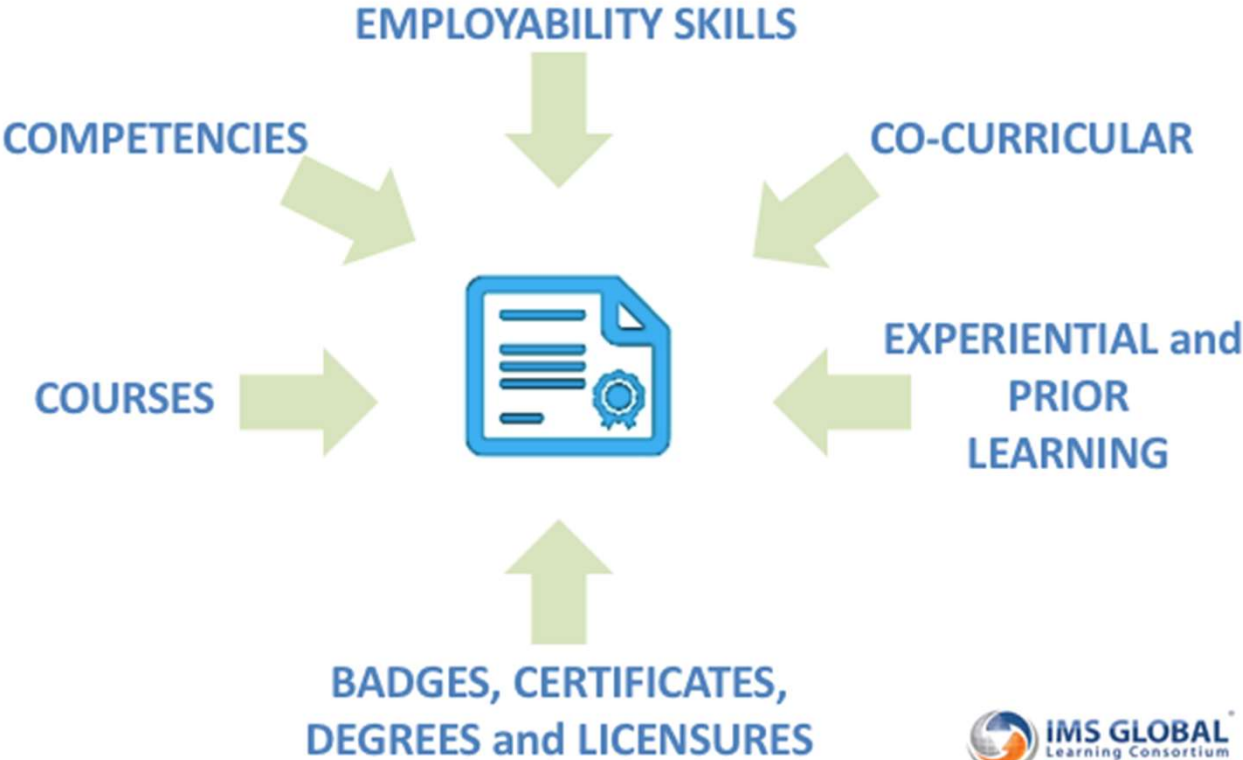 EMPLOYABILITY SKILLS
COMPETENCIES
CO-CURRICULAR
COURSES
EXPERIENTIAL and
PRIOR
LEARNING
BADGES, CERTIFICATES,
DEGREES and LICENSURES
IMS GLOBAL
Learning Consortium